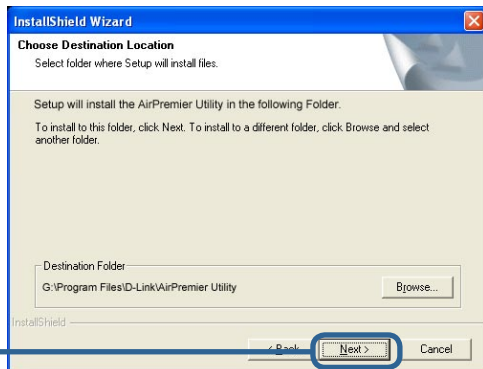 InstallShield Wizard
Choose Destination Location
Select folder where Setup will install files.
Setup will install the AirPremier Utility in the following Folder.
To install to this folder, click Next. To install to a different folder, click Browse and select
another folder.
Destination Folder
G:\Program Files\D-Link\AirPremier Utility
Browse...
InstallShield
< Back
Next >
Cancel